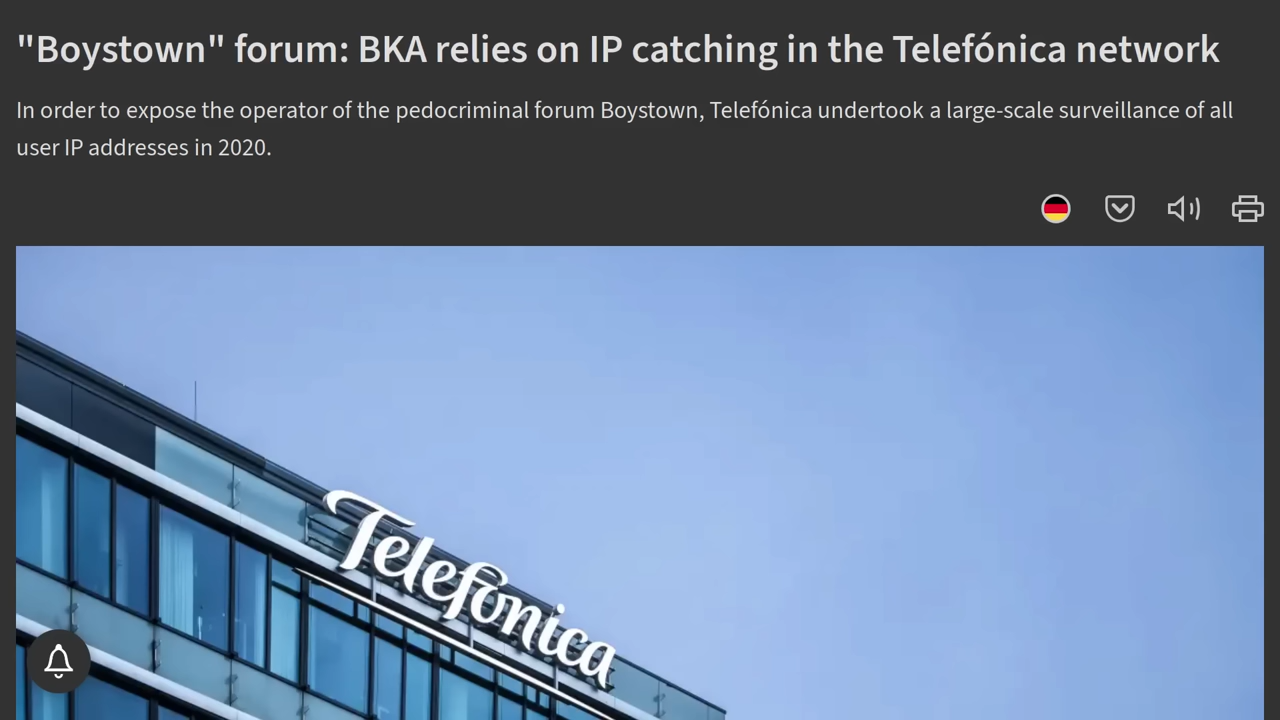 "Boystown" forum: BKA relies on IP catching in the Telefónica network
In order to expose the operator of the pedocriminal forum Boystown, Telefónica undertook a large-scale surveillance of all
user IP addresses in 2020.
Telefónica